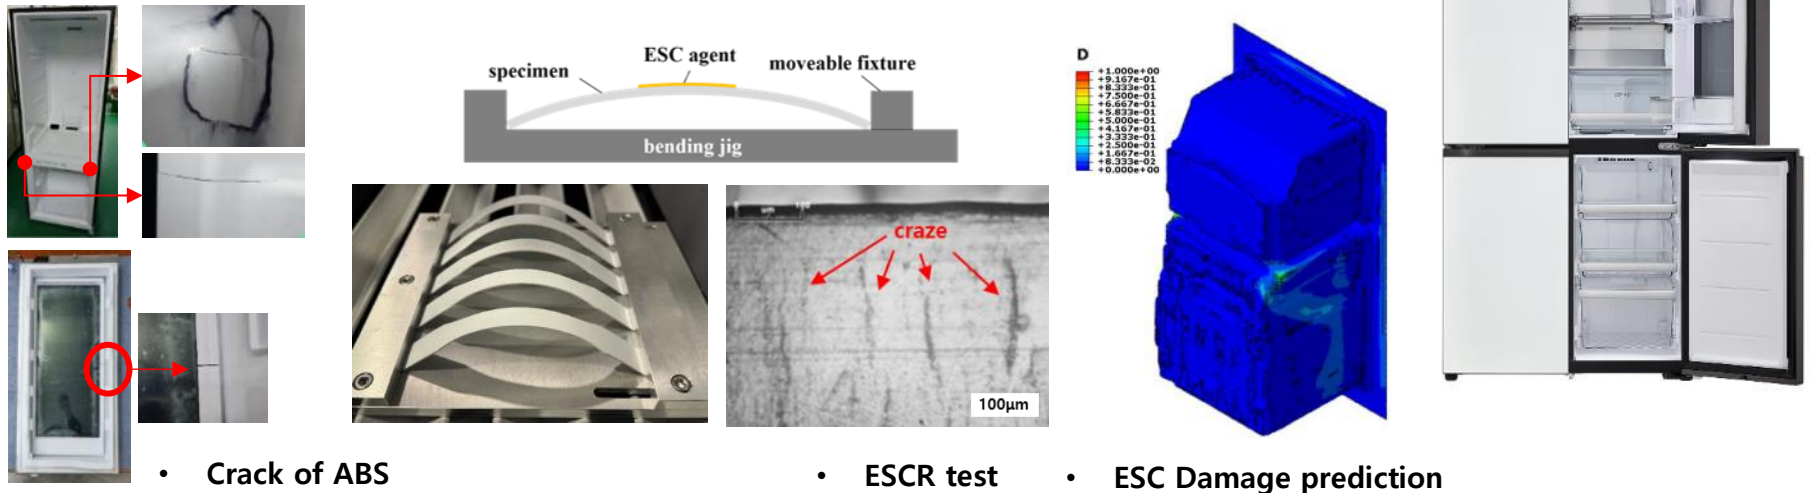 ESC agent
specimen
moveable fixture
bending jig
craze
100μm
D
+1.000e+00
+9.167e-01
+8.333e-01
+7.500e-01
+6.667e-01
+5.833e-01
+5.000e-01
+4.167e-01
+3.333e-01
+2.500e-01
+1.667e-01
+8.333e-02
+0.000e+00
• Crack of ABS
• ESCR test
• ESC Damage prediction